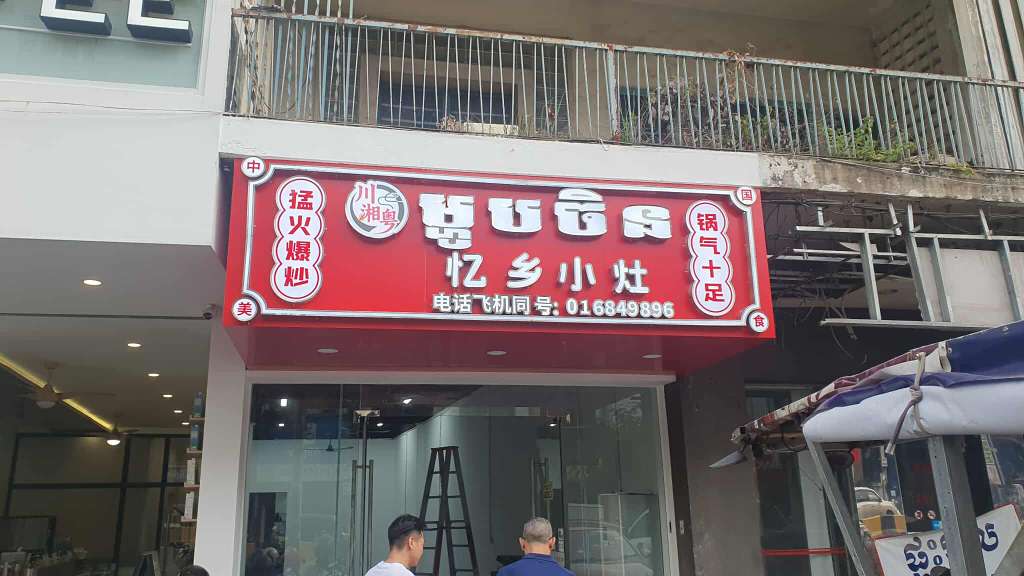 EE
中
国
美
食
猛火爆炒
川
湘粤
ម្ហូបចិន
锅气十足
忆乡小灶
电话飞机同号: 016849896